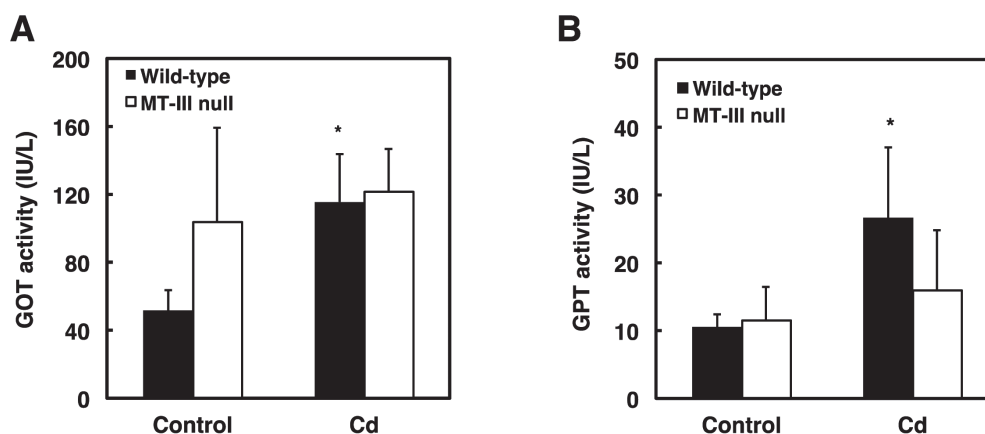 A
GOT activity (IU/L)
200
160
120
80
40
0
Wild-type
MT-III null
*
Control
Cd
B
GPT activity (IU/L)
50
40
30
20
10
0
Wild-type
MT-III null
*
Control
Cd